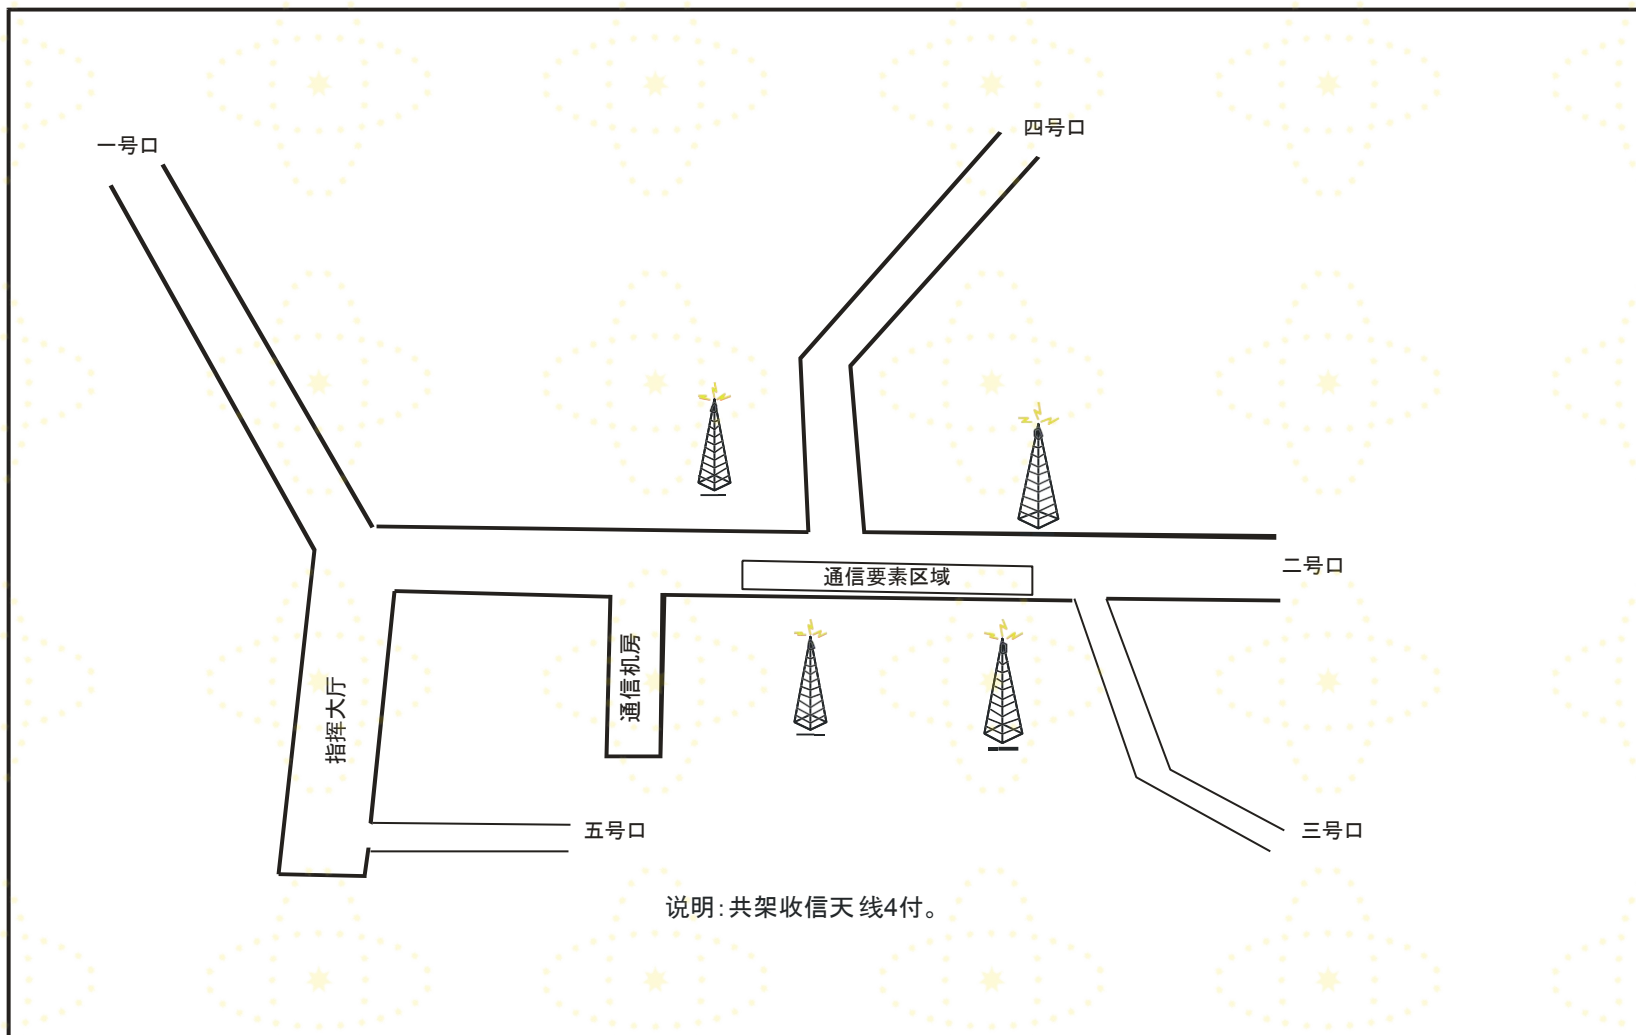 四号口
一号口
二号口
通信要素区域
通信机房
指挥大厅
五号口
三号口
说明:共架收信天 线4付。